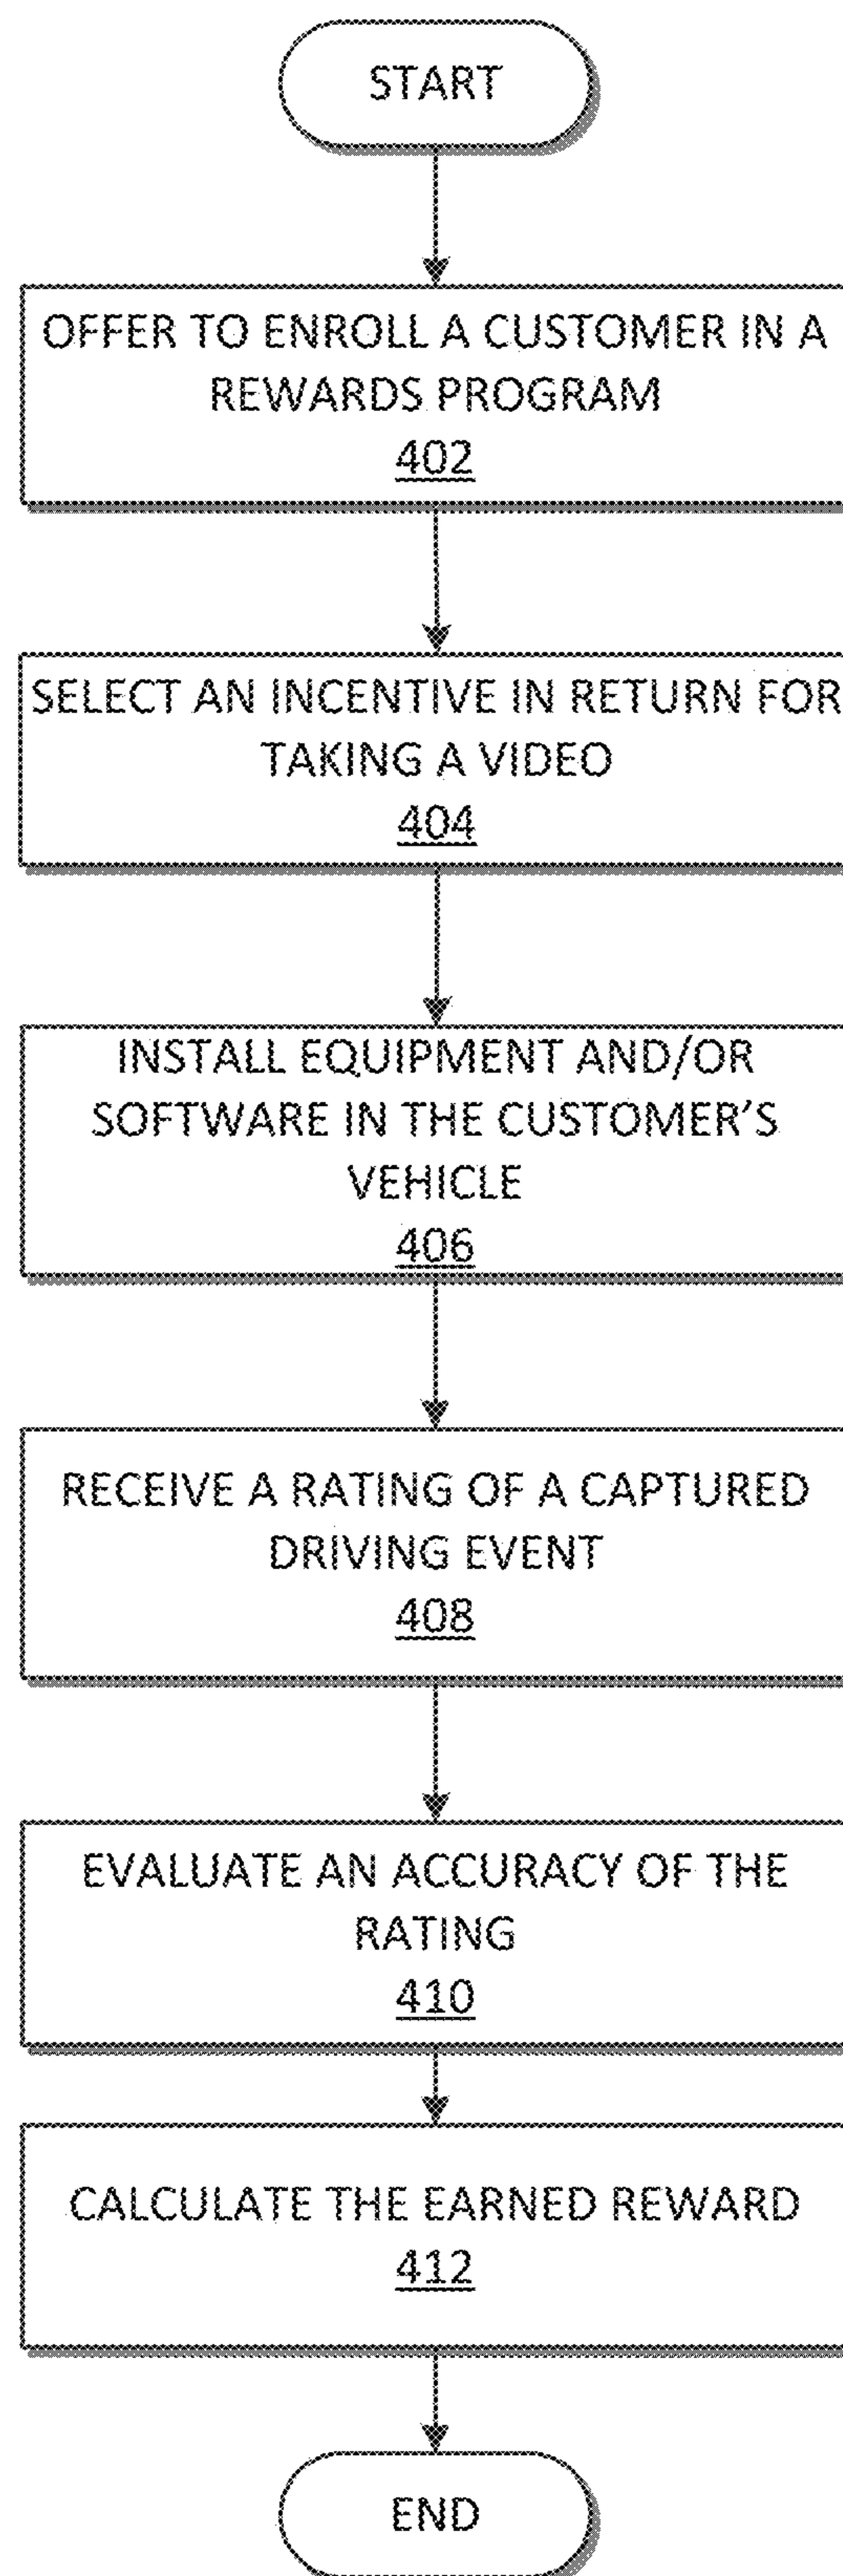 START
OFFER TO ENROLL A CUSTOMER IN A
REWARDS PROGRAM
402
SELECT AN INCENTIVE IN RETURN FOR
TAKING A VIDEO
404
INSTALL EQUIPMENT AND/OR
SOFTWARE IN THE CUSTOMER'S
VEHICLE
406
RECEIVE A RATING OF A CAPTURED
DRIVING EVENT
408
EVALUATE AN ACCURACY OF THE
RATING
410
CALCULATE THE EARNED REWARD
412
END